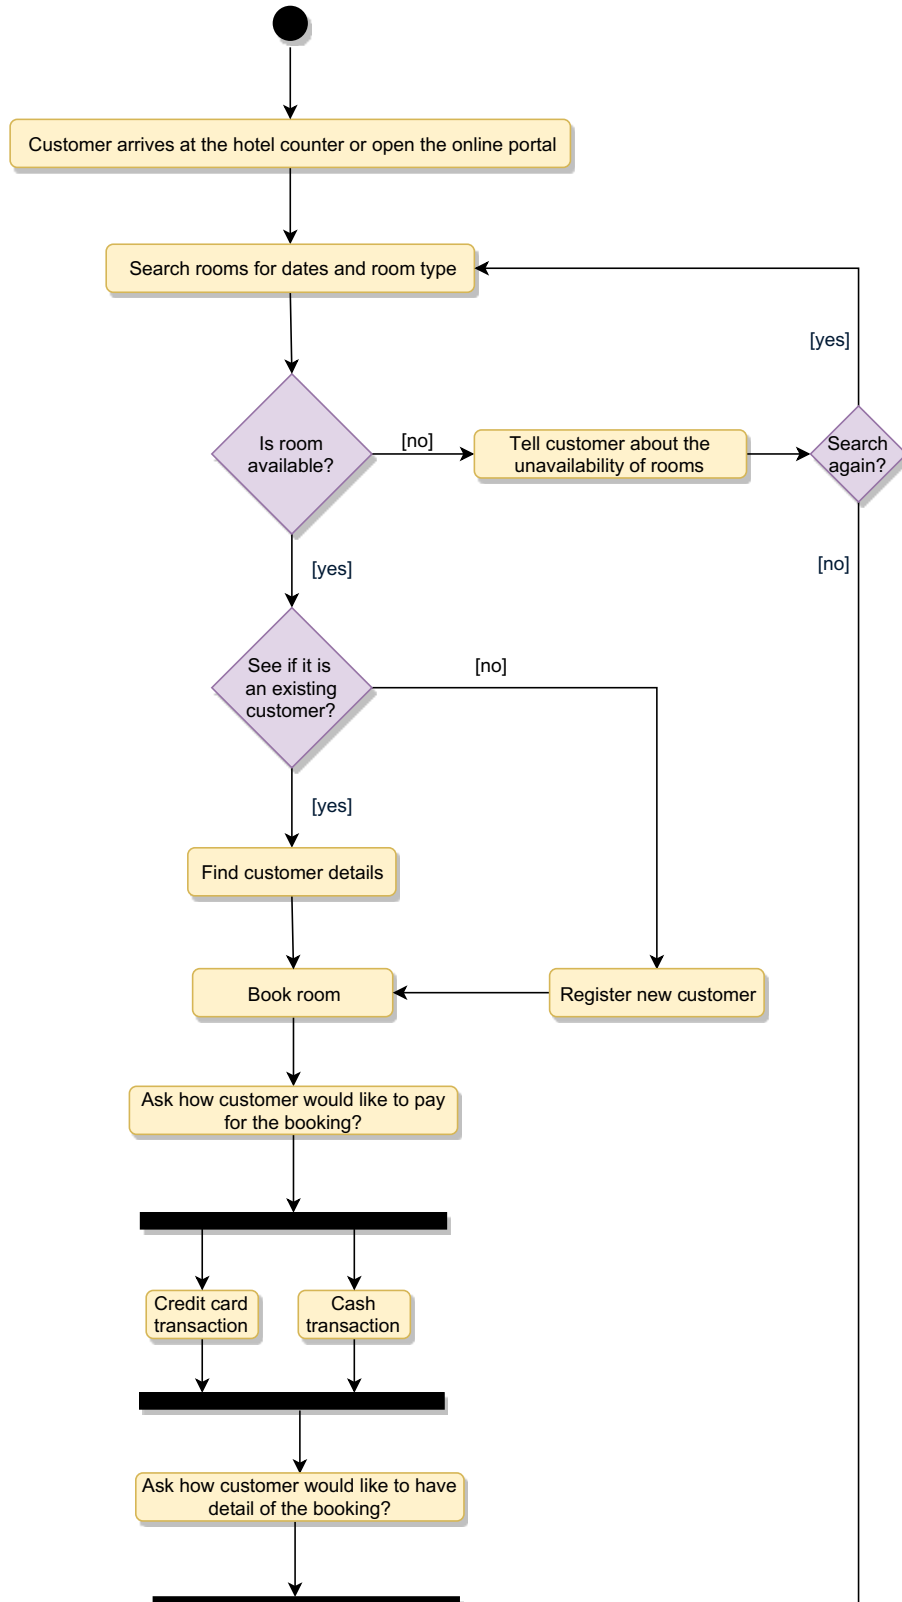 Customer arrives at the hotel counter or open the online portal
Search rooms for dates and room type
[yes]
Is room
available?
[no]
Tell customer about the
unavailability of rooms
Search
again?
[yes]
[no]
See if it is
an existing
customer?
[no]
[yes]
Find customer details
Book room
Register new customer
Ask how customer would like to pay
for the booking?
Credit card
transaction
Cash
transaction
Ask how customer would like to have
detail of the booking?